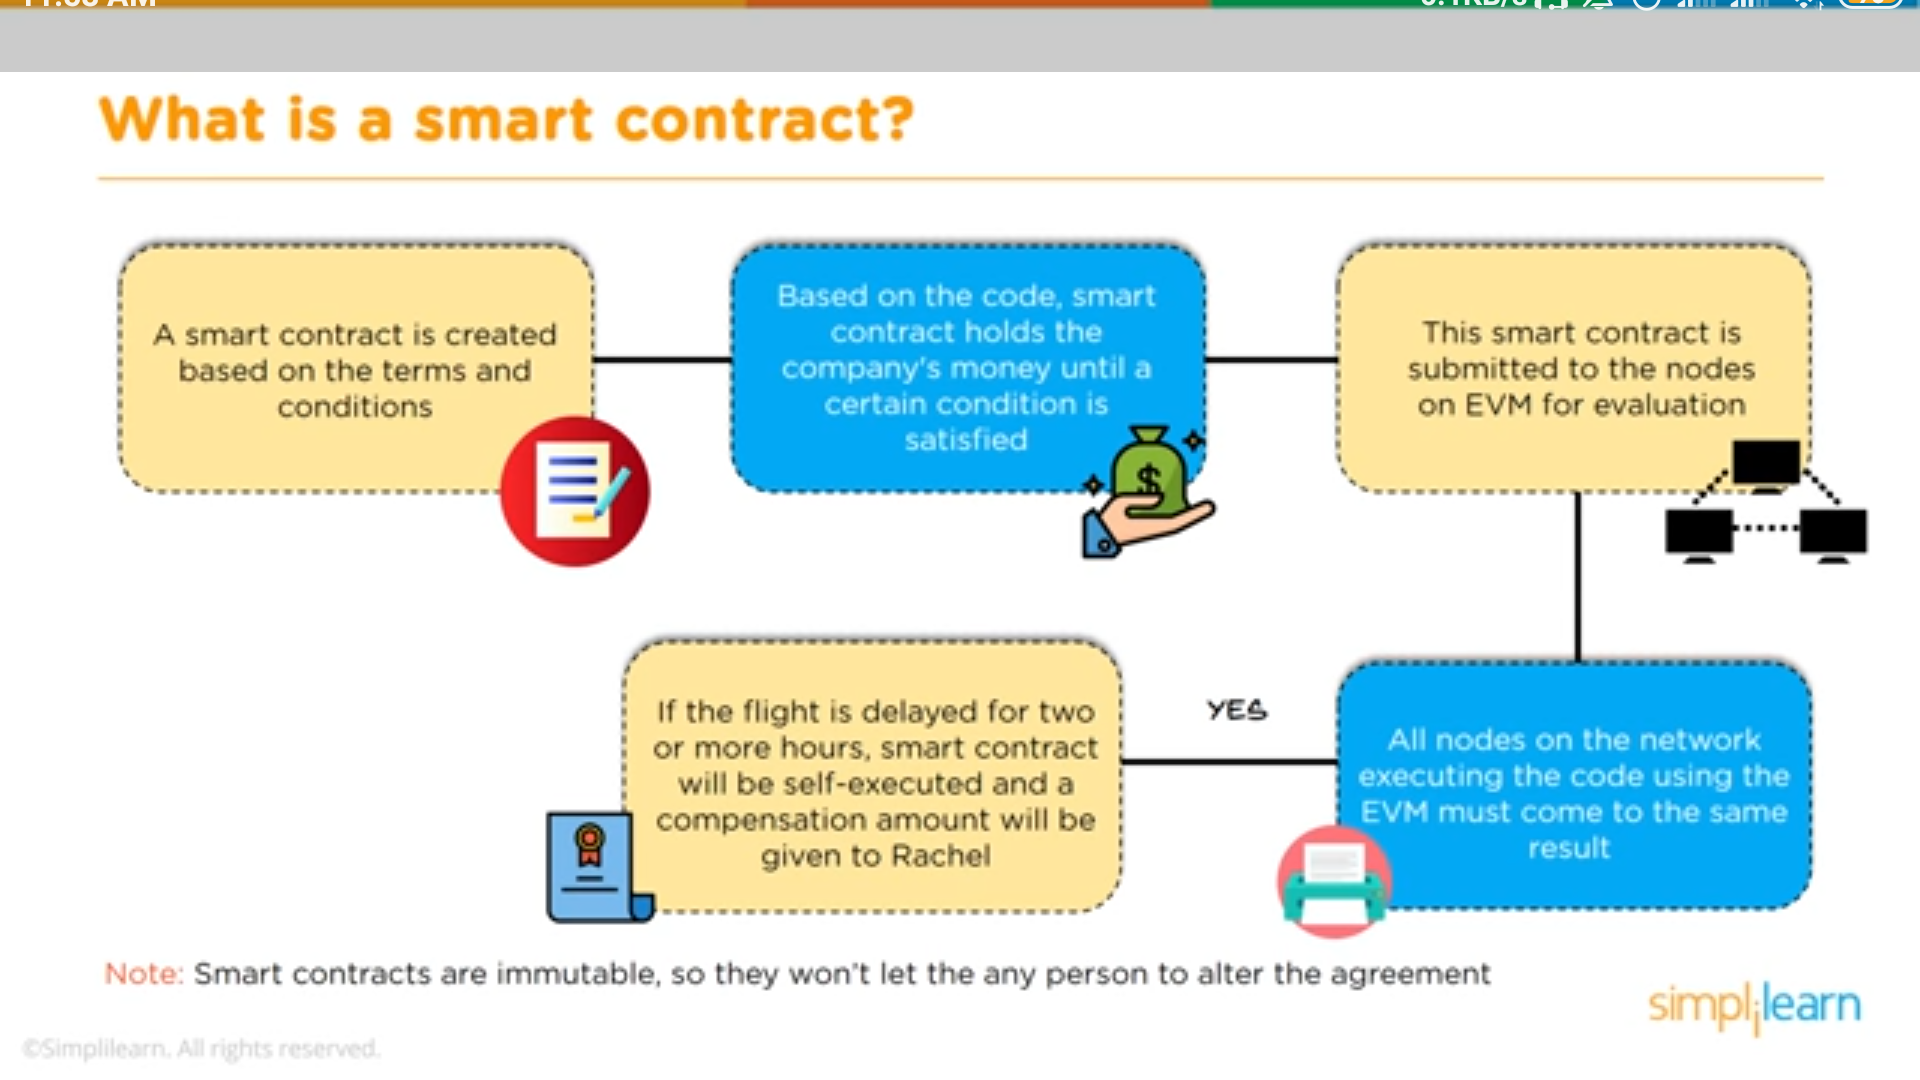 What is a smart contract?
A smart contract is created
based on the terms and
conditions
Based on the code, smart
contract holds the
company's money until a
certain condition is
satisfied
$
This smart contract is
submitted to the nodes
on EVM for evaluation
All nodes on the network
executing the code using the
EVM must come to the same
result
YES
If the flight is delayed for two
or more hours, smart contract
will be self-executed and a
compensation amount will be
given to Rachel
Note: Smart contracts are immutable, so they won't let the any person to alter the agreement
simplilearn
©Simplilearn. All rights reserved.